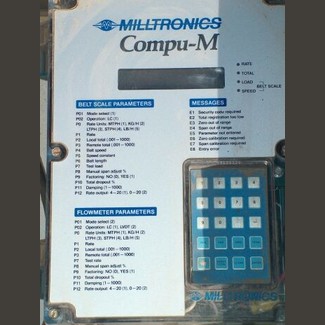 MILLTRONICS
Compu-M
RATE
TOTAL
LOAD
SPEED
BELT SCALE
BELT SCALE PARAMETERS
P01 Mode select (1)
P02 Operation: LC (1)
P0 Rate Units: MTPH (1), KG/H (2)
LTPH (3), STPH (4), LB/H (5)
P1 Rate
P2 Local total (.001 - 1000)
P3 Remote total (.001 - 1000)
P4 Belt speed
P5 Speed constant
P6 Belt length
P7 Test load
P8 Manual span adjust %
P9 Factoring: NO (0), YES (1)
P10 Total dropout %
P11 Damping (1 - 1000)
P12 Rate output: 4 - 20 (1), 0 - 20 (2)
MESSAGES
E1 Security code required
E2 Total registration too low
E3 Zero out of range
E4 Span out of range
E5 Parameter not entered
E6 Zero calibration required
E7 Span calibration required
E8 Entry error
FLOWMETER PARAMETERS
P01 Mode select (2)
P02 Operation: LC (1), LVDT (2)
P0 Rate Units: MTPH (1), KG/H (2)
LTPH (3), STPH (4), LB/H (5)
P1 Rate
P2 Local total (.001 - 1000)
P3 Remote total (.001 - 1000)
P7 Test rate
P8 Manual span adjust %
P9 Factoring: NO (0), YES (1)
P10 Total dropout %
P11 Damping (1 - 1000)
P12 Rate output: 4 - 20 (1), 0 - 20 (2)
MILLTRONICS